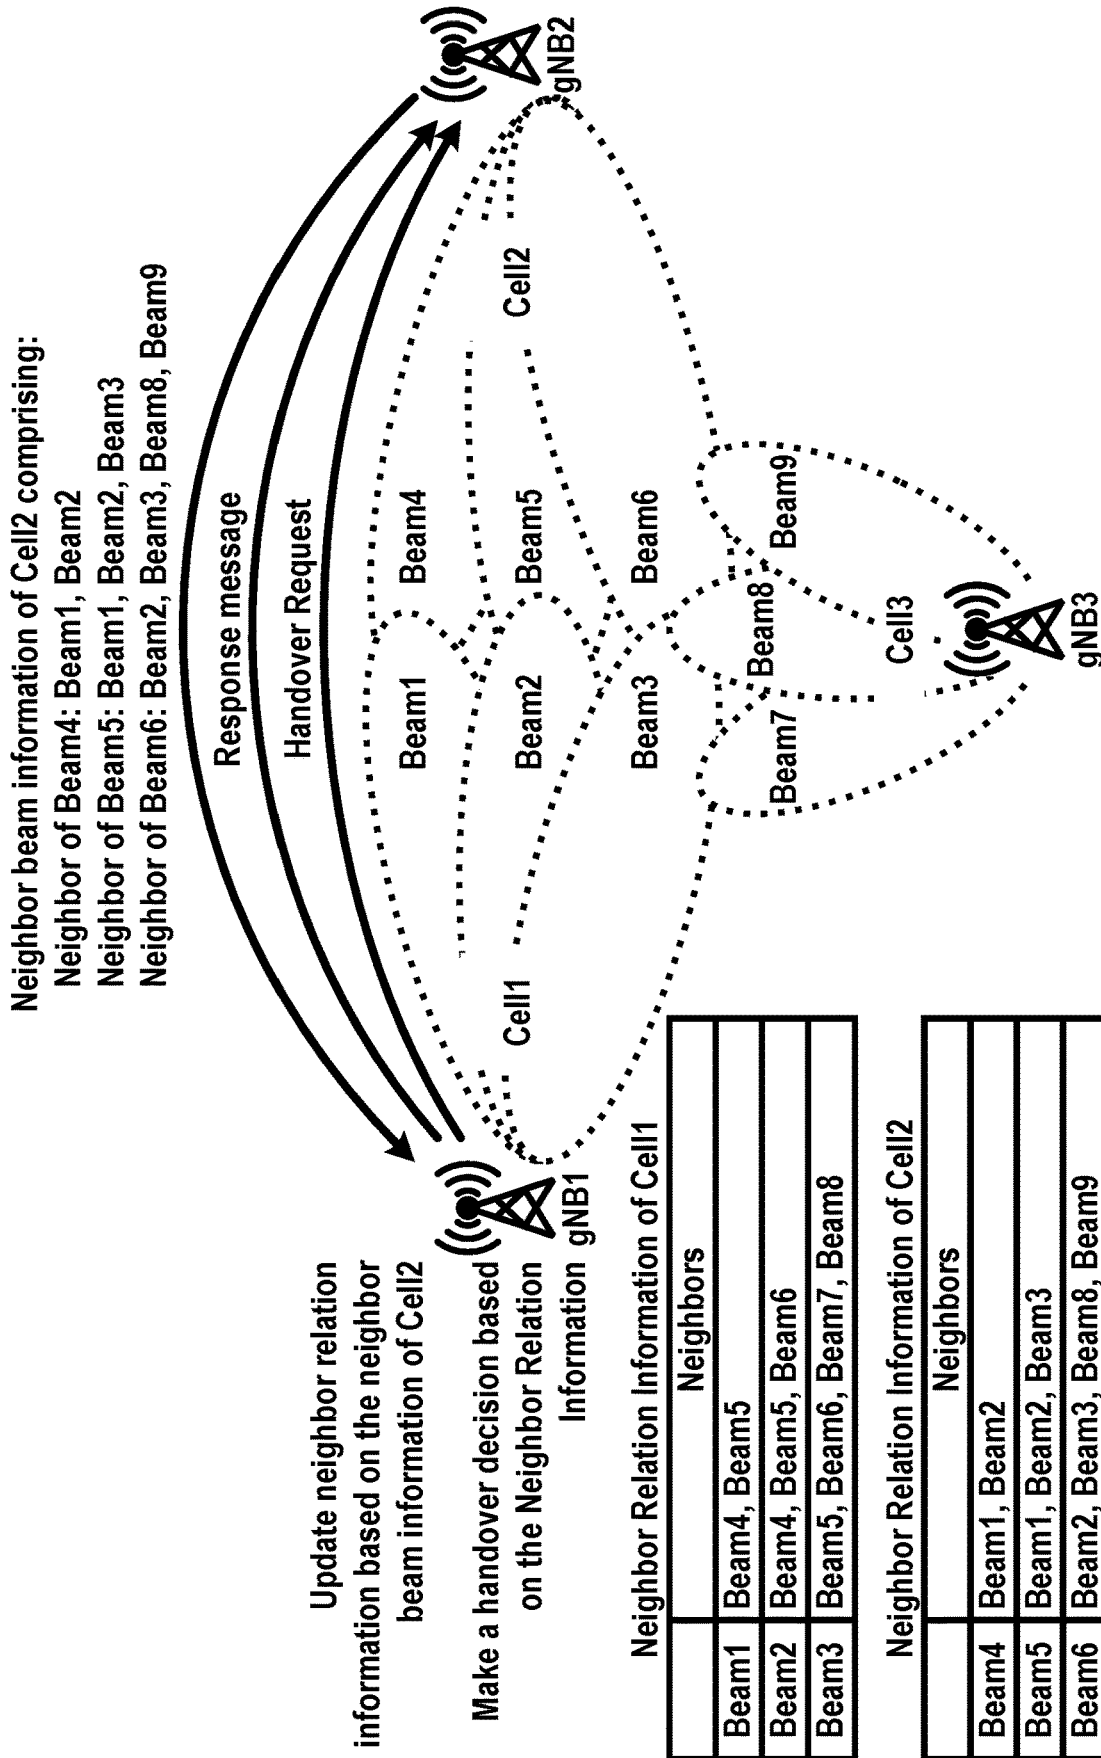 Neighbor beam information of Cell2 comprising:
Neighbor of Beam4: Beam1, Beam2
Neighbor of Beam5: Beam1, Beam2, Beam3
Neighbor of Beam6: Beam2, Beam3, Beam8, Beam9
Response message
Handover Request
Update neighbor relation
information based on the neighbor
beam information of Cell2
Make a handover decision based
on the Neighbor Relation
Information
gNB1
gNB2
Cell1
Cell2
Beam1
Beam4
Beam2
Beam5
Beam3
Beam6
Beam7
Beam8
Beam9
Cell3
gNB3
Neighbor Relation Information of Cell1
Neighbors
Beam1 Beam4, Beam5
Beam2 Beam4, Beam5, Beam6
Beam3 Beam5, Beam6, Beam7, Beam8
Neighbor Relation Information of Cell2
Neighbors
Beam4 Beam1, Beam2
Beam5 Beam1, Beam2, Beam3
Beam6 Beam2, Beam3, Beam8, Beam9